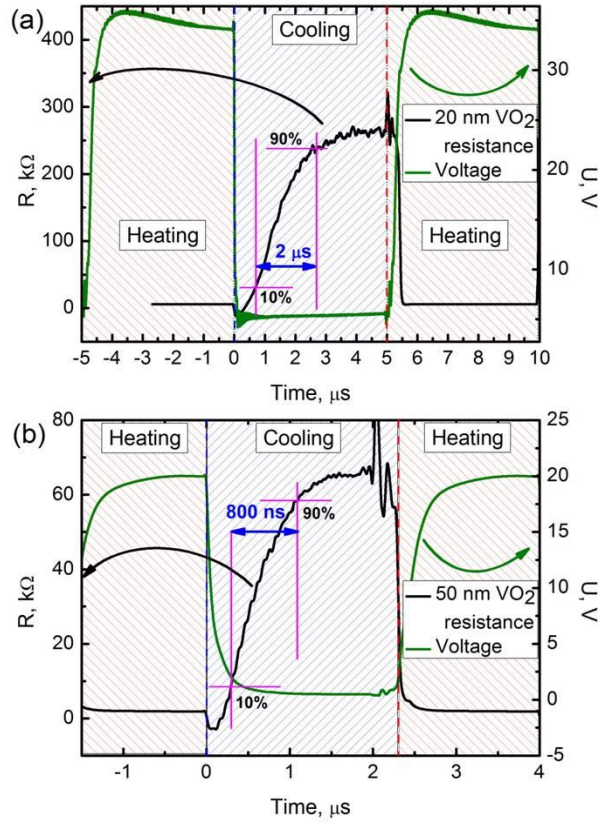 (a)
Cooling
400
300
200
100
0
R, kΩ
30
20
10
0
U, V
90%
20 nm VO2
resistance
Voltage
Heating
2 μs
Heating
10%
-5 -4 -3 -2 -1 0 1 2 3 4 5 6 7 8 9 10
Time, μs
(b)
Heating
Cooling
Heating
80
60
40
20
0
R, kΩ
25
20
15
10
5
0
-5
U, V
800 ns
90%
50 nm VO2
resistance
Voltage
10%
-1 0 1 2 3 4
Time, μs